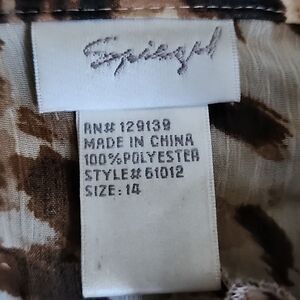 Spiegel
RN# 129139
MADE IN CHINA
100%POLYESTER
STYLE# 61012
SIZE: 14